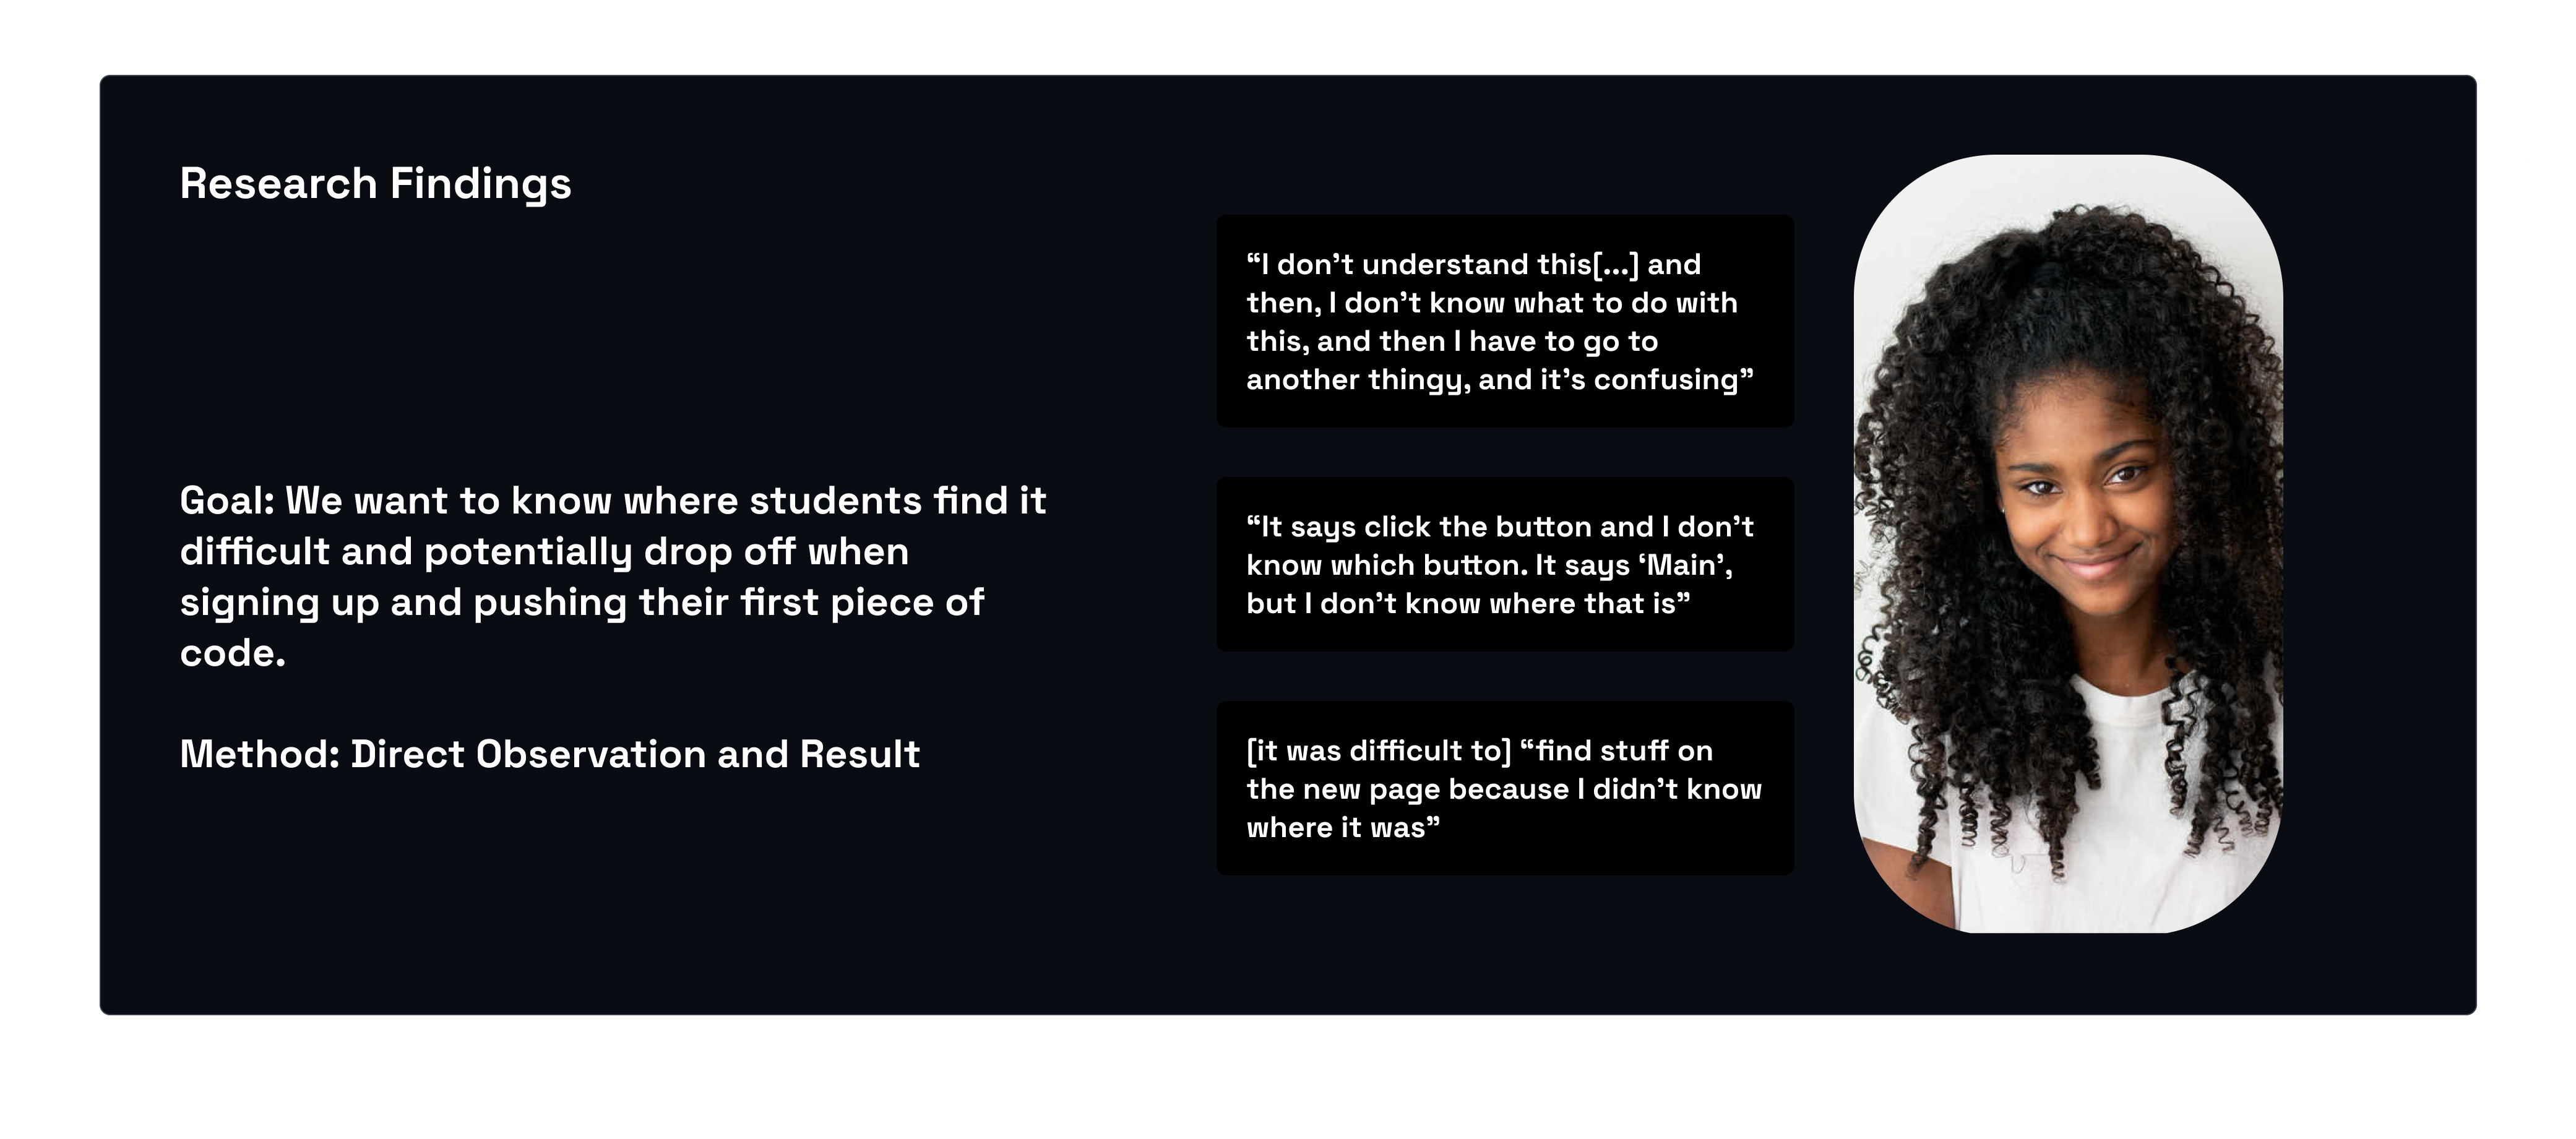 Research Findings
Goal: We want to know where students find it
difficult and potentially drop off when
signing up and pushing their first piece of
code.
Method: Direct Observation and Result
“I don’t understand this[...] and
then, I don’t know what to do with
this, and then I have to go to
another thingy, and it’s confusing”
“It says click the button and I don’t
know which button. It says ‘Main’,
but I don’t know where that is”
[it was difficult to] “find stuff on
the new page because I didn’t know
where it was”